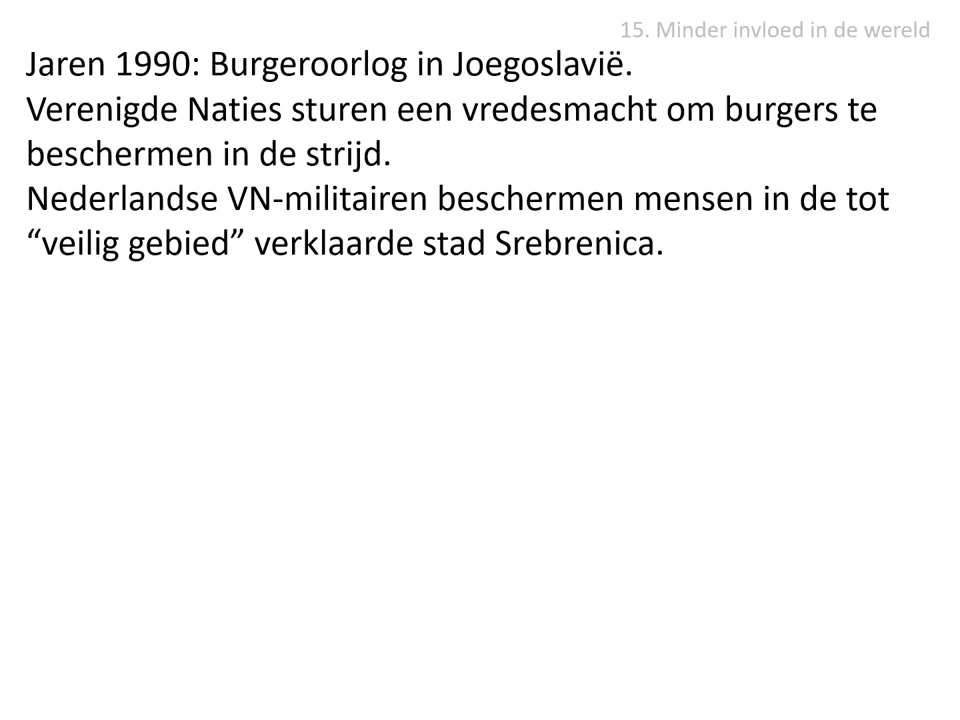 15. Minder invloed in de wereld
Jaren 1990: Burgeroorlog in Joegoslavië.
Verenigde Naties sturen een vredesmacht om burgers te
beschermen in de strijd.
Nederlandse VN-militairen beschermen mensen in de tot
“veilig gebied” verklaarde stad Srebrenica.